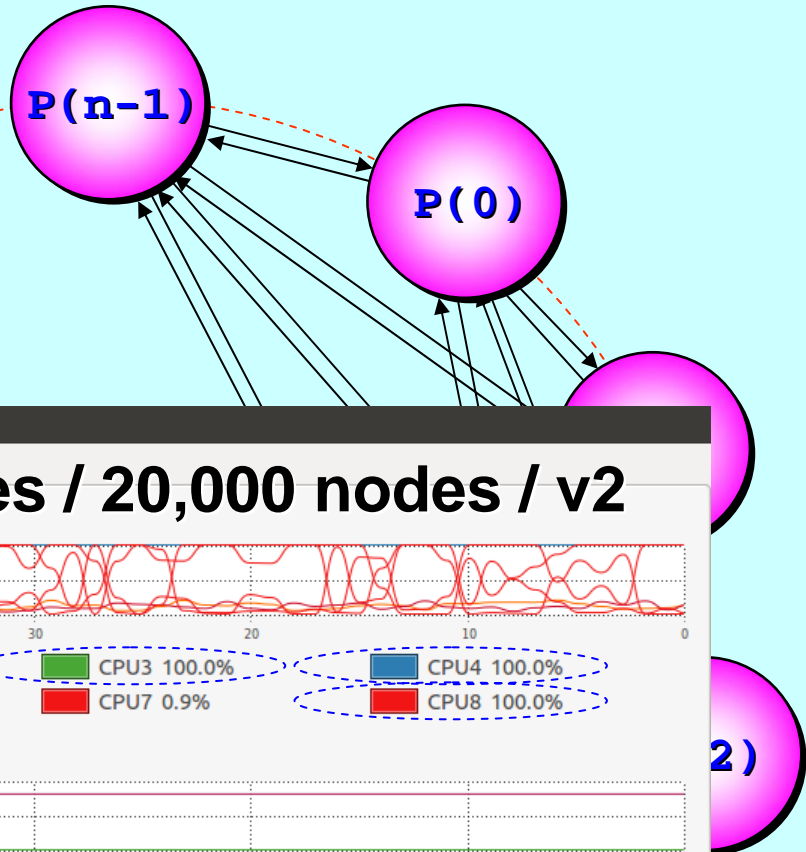 P(n-1)
P(0)
es / 20,000 nodes / v2
30 20 10 0
CPU3 100.0% CPU4 100.0%
CPU7 0.9% CPU8 100.0%
2)